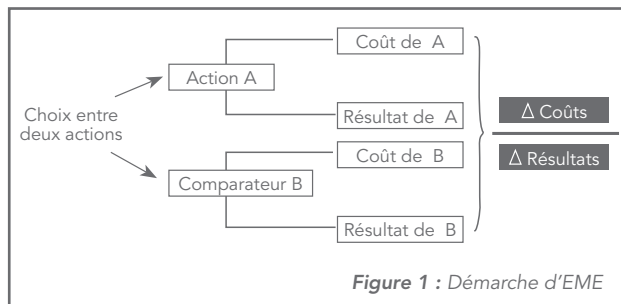 Choix entre
deux actions
Action A
Comparateur B
Coût de A
Résultat de A
Coût de B
Résultat de B
Δ Coûts
Δ Résultats
Figure 1 : Démarche d'EME